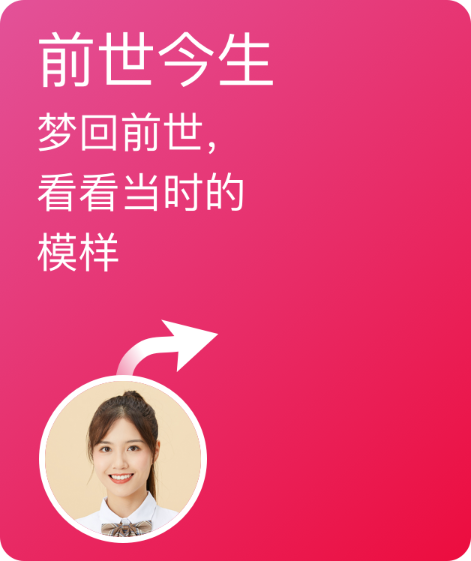 前世今生
梦回前世，
看看当时的
模样